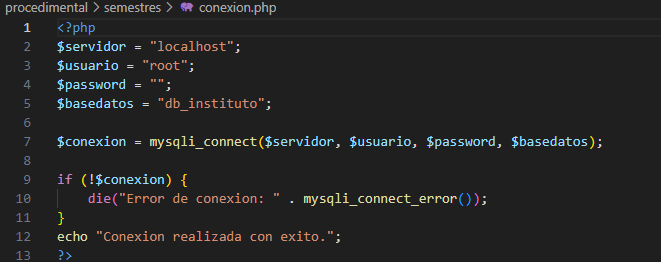 procedimental > semestres > conexion.php
1 <?php
2 $servidor = "localhost";
3 $usuario = "root";
4 $password = "";
5 $basedatos = "db_instituto";
6
7 $conexion = mysqli_connect($servidor, $usuario, $password, $basedatos);
8
9 if (!$conexion) {
10 die("Error de conexion: " . mysqli_connect_error());
11 }
12 echo "Conexion realizada con exito.";
13 ?>